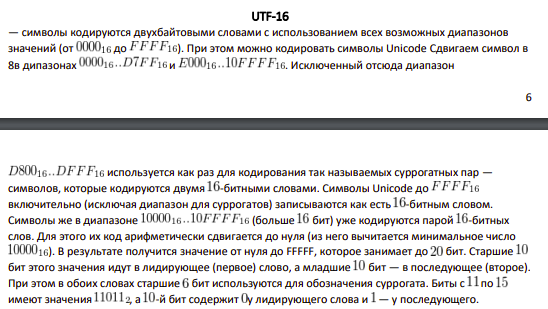 UTF-16
— символы кодируются двухбайтовыми словами с использованием всех возможных диапазонов
значений (от 0000₁₆ до FFFF₁₆). При этом можно кодировать символы Unicode Сдвигаем символ в
8в дипазонах 0000₁₆..D7FF₁₆ и E000₁₆..10FFFF₁₆. Исключенный отсюда диапазон
6
D800₁₆..DFFF₁₆ используется как раз для кодирования так называемых суррогатных пар —
символов, которые кодируются двумя 16-битными словами. Символы Unicode до FFFF₁₆
включительно (исключая диапазон для суррогатов) записываются как есть 16-битным словом.
Символы же в диапазоне 10000₁₆..10FFFF₁₆ (больше 16 бит) уже кодируются парой 16-битных
слов. Для этого их код арифметически сдвигается до нуля (из него вычитается минимальное число
10000₁₆). В результате получится значение от нуля до FFFFF, которое занимает до 20 бит. Старшие 10
бит этого значения идут в лидирующее (первое) слово, а младшие 10 бит — в последующее (второе).
При этом в обоих словах старшие 6 бит используются для обозначения суррогата. Биты с 11 по 15
имеют значения 11011₂, а 10-й бит содержит 0 у лидирующего слова и 1 — у последующего.